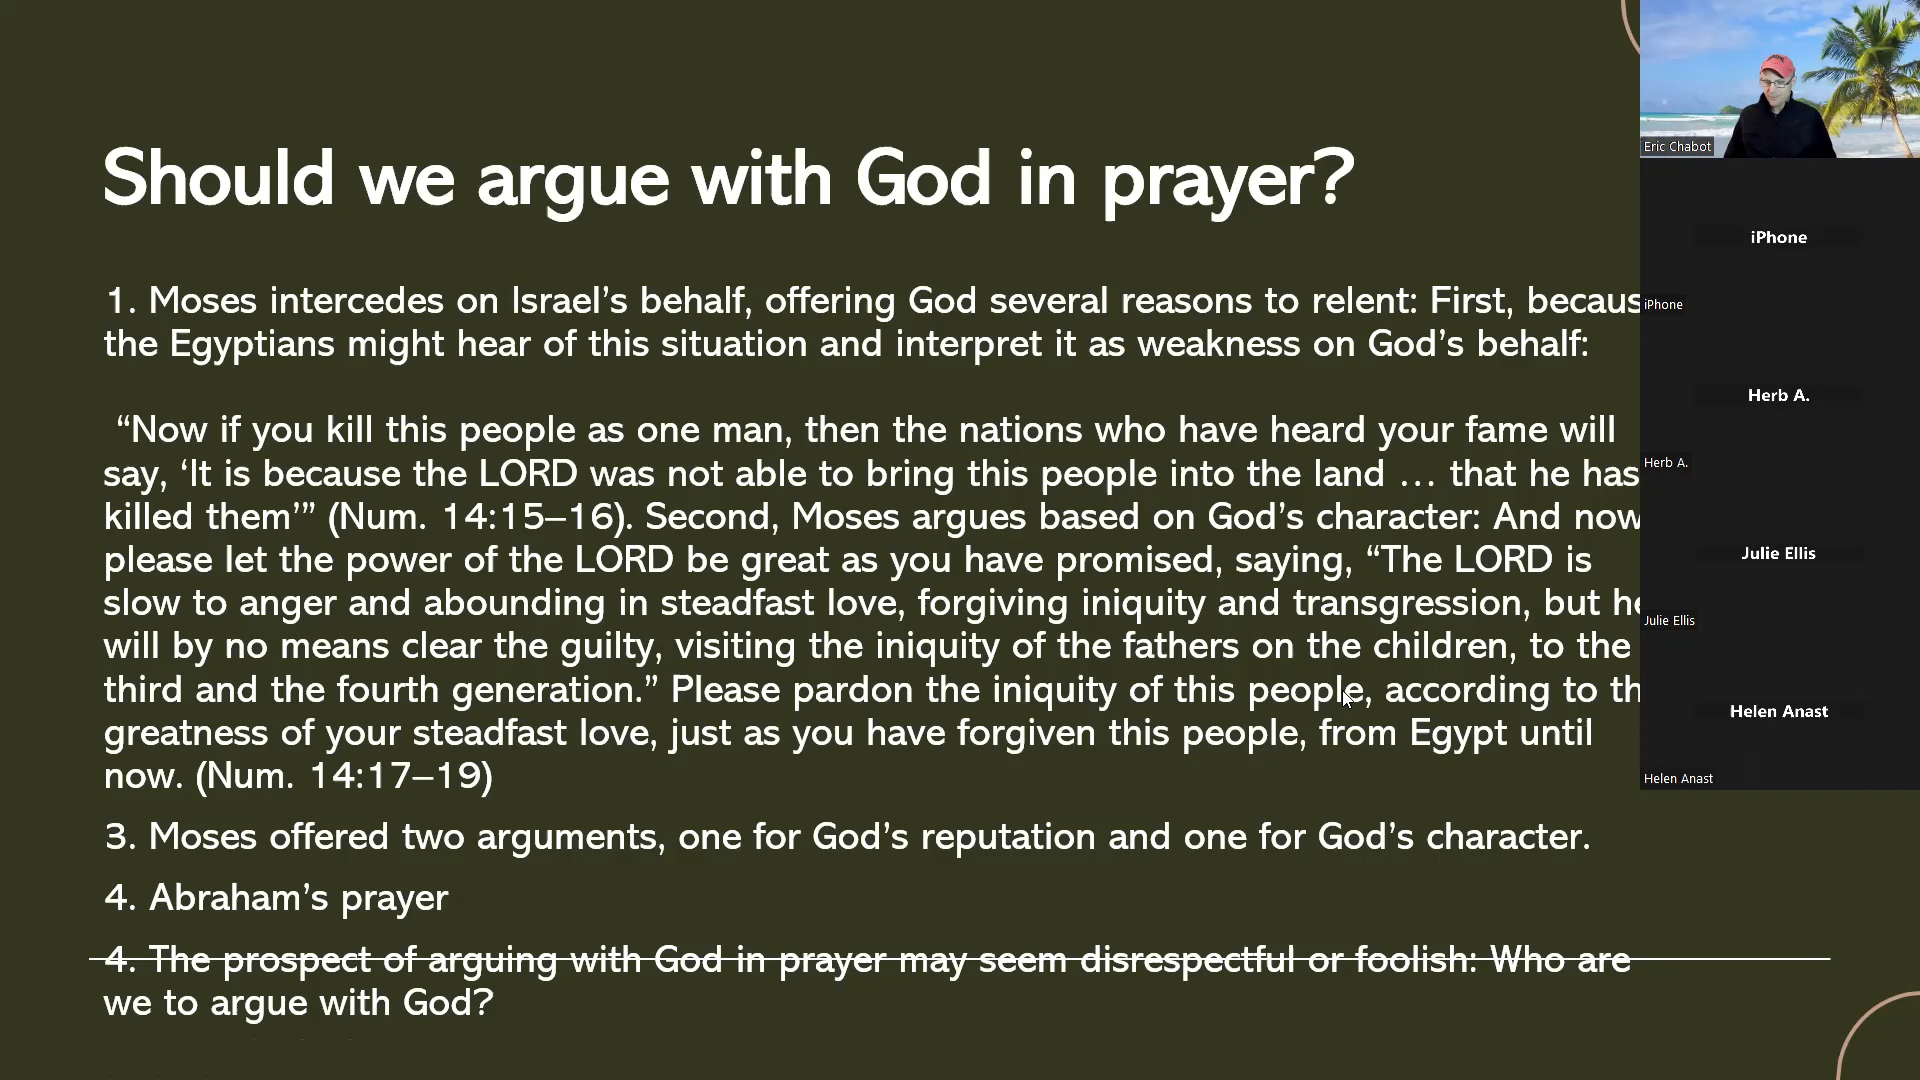 Should we argue with God in prayer?
1. Moses intercedes on Israel’s behalf, offering God several reasons to relent: First, becaus
the Egyptians might hear of this situation and interpret it as weakness on God’s behalf:
“Now if you kill this people as one man, then the nations who have heard your fame will
say, ‘It is because the LORD was not able to bring this people into the land … that he has
killed them’” (Num. 14:15–16). Second, Moses argues based on God’s character: And now
please let the power of the LORD be great as you have promised, saying, “The LORD is
slow to anger and abounding in steadfast love, forgiving iniquity and transgression, but he
will by no means clear the guilty, visiting the iniquity of the fathers on the children, to the
third and the fourth generation.” Please pardon the iniquity of this people, according to th
greatness of your steadfast love, just as you have forgiven this people, from Egypt until
now. (Num. 14:17–19)
3. Moses offered two arguments, one for God’s reputation and one for God’s character.
4. Abraham’s prayer
4. The prospect of arguing with God in prayer may seem disrespectful or foolish: Who are
we to argue with God?
Eric Chabot
iPhone
iPhone
Herb A.
Herb A.
Julie Ellis
Julie Ellis
Helen Anast
Helen Anast